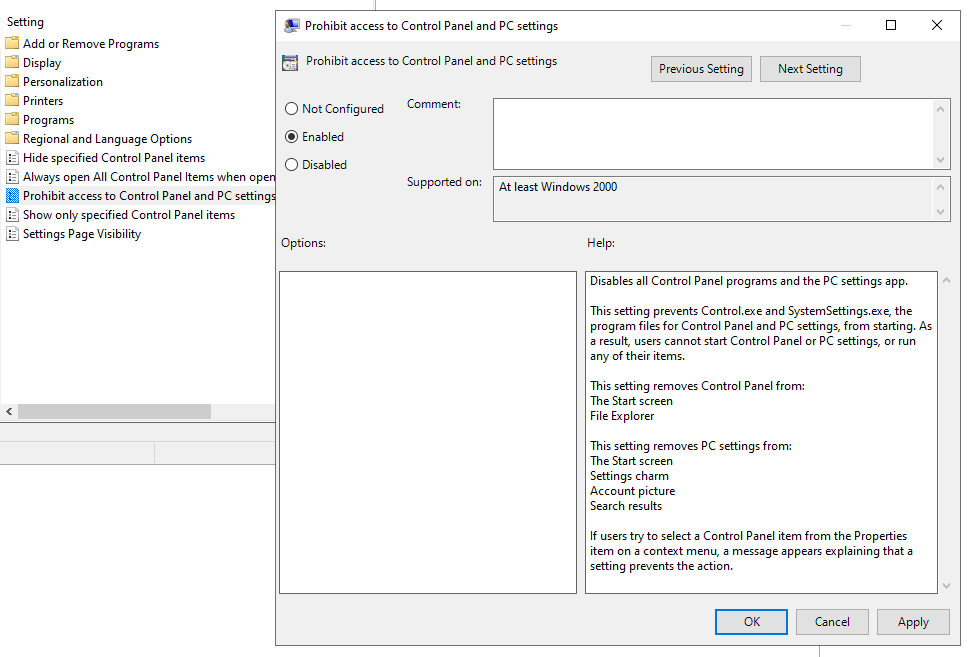 Setting
Add or Remove Programs
Display
Personalization
Printers
Programs
Regional and Language Options
Hide specified Control Panel items
Always open All Control Panel Items when open
Prohibit access to Control Panel and PC settings
Show only specified Control Panel items
Settings Page Visibility
Prohibit access to Control Panel and PC settings
Prohibit access to Control Panel and PC settings
Previous Setting
Next Setting
Not Configured
Enabled
Disabled
Comment:
Supported on:
At least Windows 2000
Options:
Help:
Disables all Control Panel programs and the PC settings app.
This setting prevents Control.exe and SystemSettings.exe, the
program files for Control Panel and PC settings, from starting. As
a result, users cannot start Control Panel or PC settings, or run
any of their items.
This setting removes Control Panel from:
The Start screen
File Explorer
This setting removes PC settings from:
The Start screen
Settings charm
Account picture
Search results
If users try to select a Control Panel item from the Properties
item on a context menu, a message appears explaining that a
setting prevents the action.
OK
Cancel
Apply